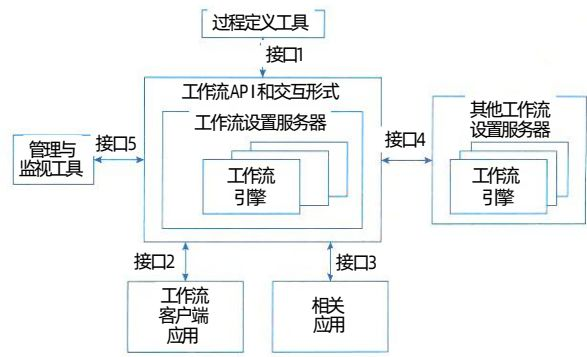 过程定义工具
接口1
工作流API和交互形式
工作流设置服务器
工作流
引擎
管理与
监视工具
接口5
接口4
其他工作流
设置服务器
工作流
引擎
接口2
接口3
工作流
客户端
应用
相关
应用